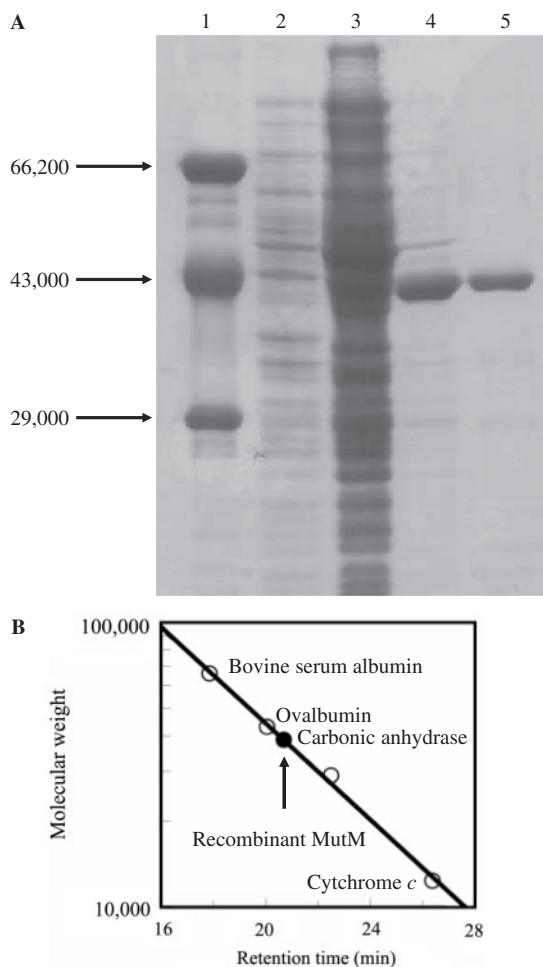 A 1 2 3 4 5
66,200
43,000
29,000
B
100,000
Bovine serum albumin
Ovalbumin
Carbonic anhydrase
Recombinant MutM
Cytchrome c
10,000
16 20 24 28
Retention time (min)
Molecular weight